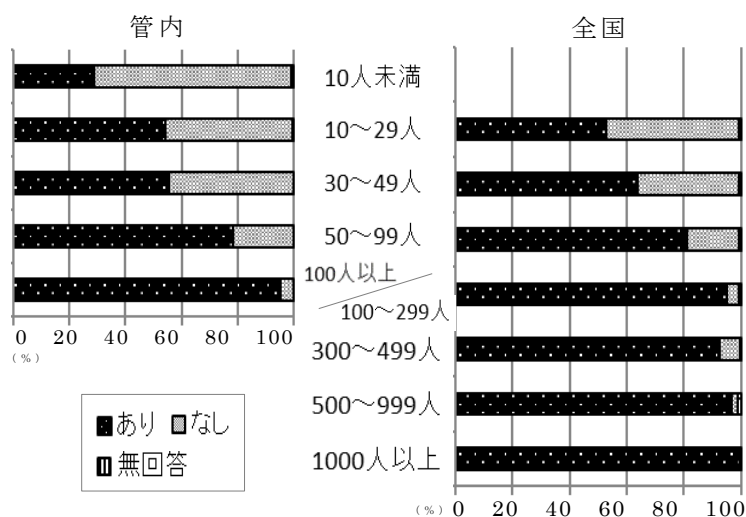 管内
全国
10人未満
10～29人
30～49人
50～99人
100人以上
100～299人
300～499人
500～999人
1000人以上
0 20 40 60 80 100
(%)
あり なし
無回答
(%) 0 20 40 60 80 100